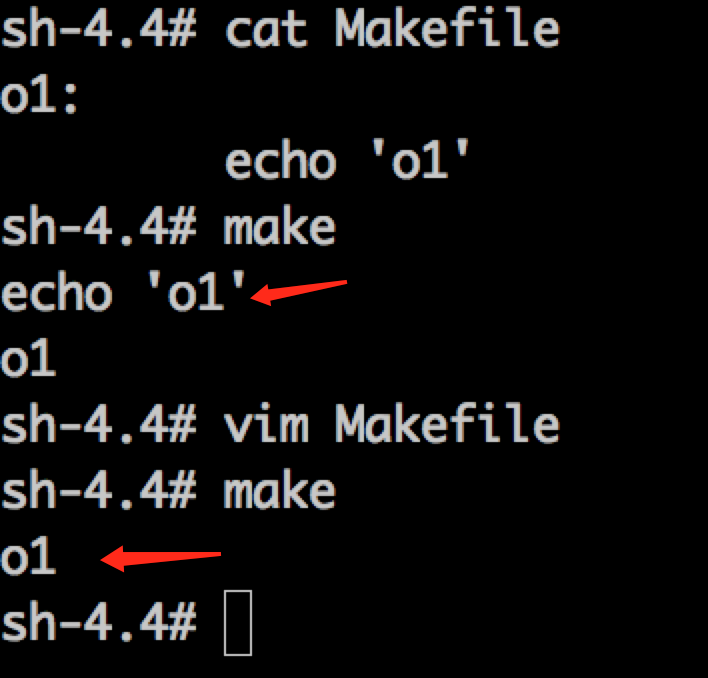 sh-4.4# cat Makefile
o1:
        echo 'o1'
sh-4.4# make
echo 'o1'
o1
sh-4.4# vim Makefile
sh-4.4# make
o1
sh-4.4#